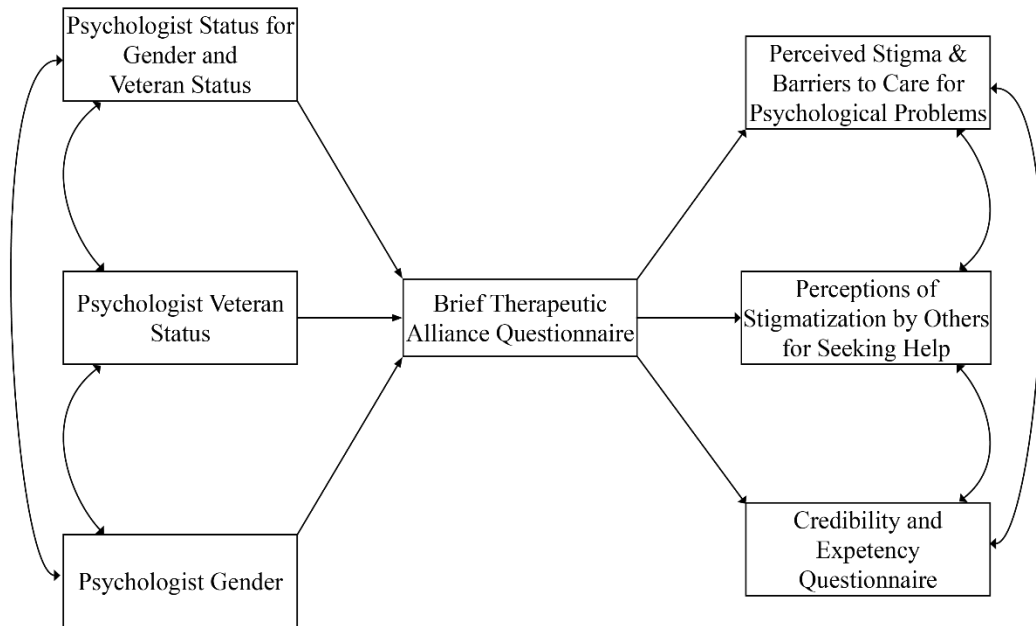 Psychologist Status for
Gender and
Veteran Status
Perceived Stigma &
Barriers to Care for
Psychological Problems
Psychologist Veteran
Status
Brief Therapeutic
Alliance Questionnaire
Perceptions of
Stigmatization by Others
for Seeking Help
Psychologist Gender
Credibility and
Expetency
Questionnaire